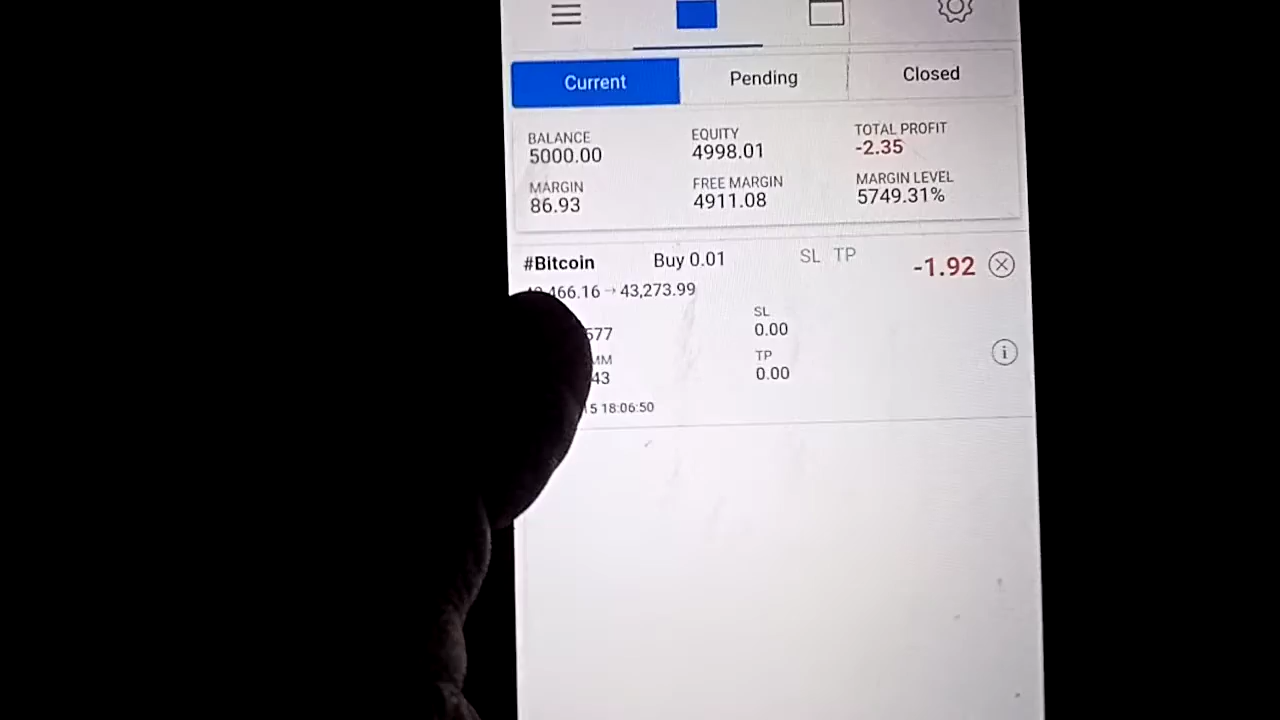 Current Pending Closed
BALANCE EQUITY TOTAL PROFIT
5000.00 4998.01 -2.35
MARGIN FREE MARGIN MARGIN LEVEL
86.93 4911.08 5749.31%
#Bitcoin Buy 0.01 SL TP -1.92
466.16 → 43,273.99
SL
577 0.00
MM TP
43 0.00
15 18:06:50